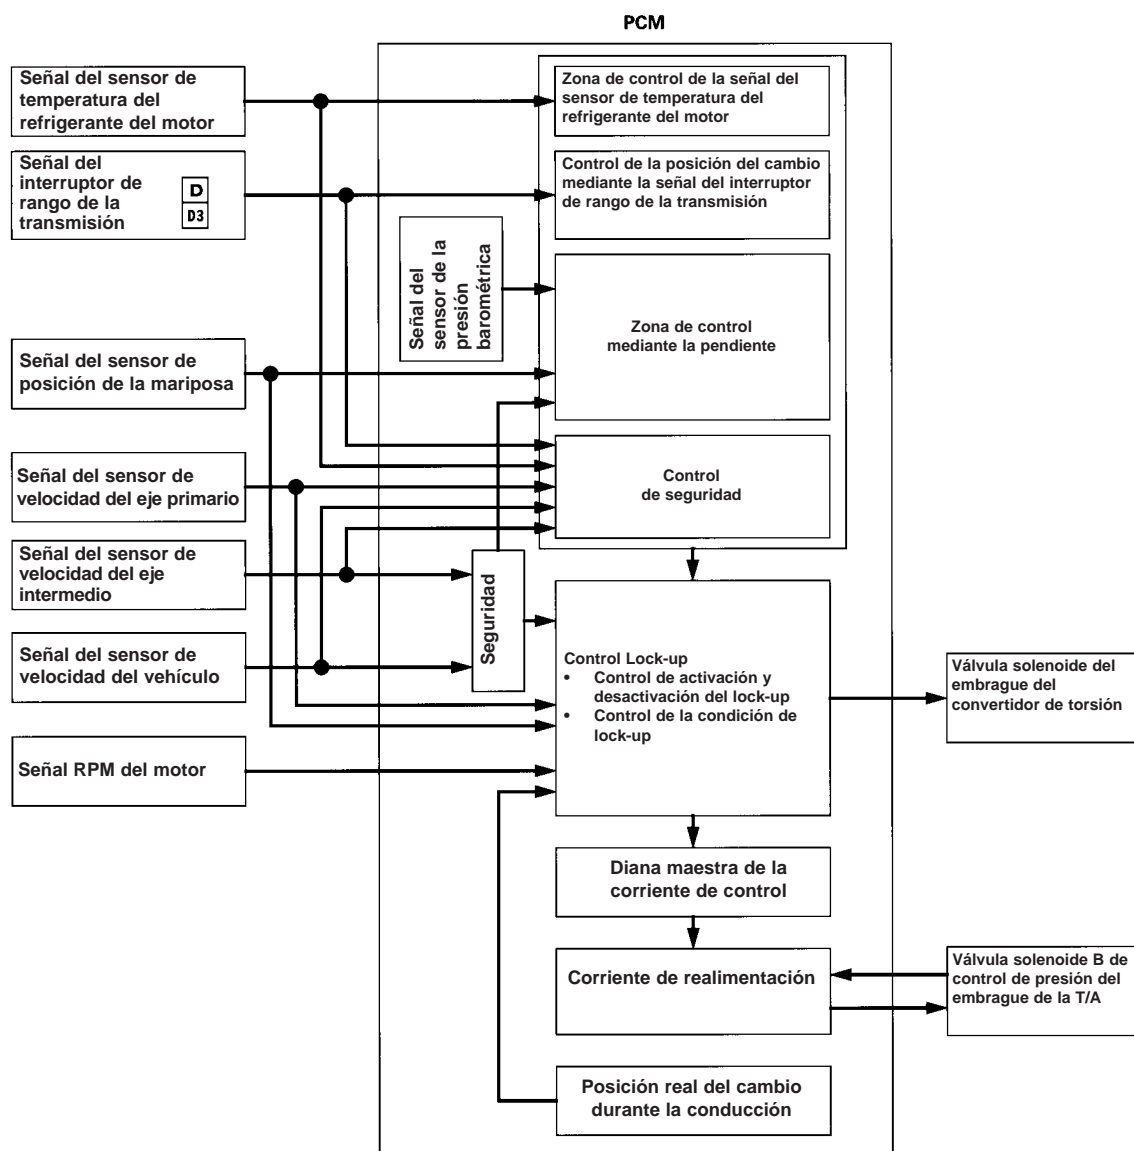 PCM
Señal del sensor de
temperatura del
refrigerante del motor
Señal del
interruptor de
rango de la
transmisión
D
D3
Señal del sensor de
posición de la mariposa
Señal del sensor de
velocidad del eje primario
Señal del sensor de
velocidad del eje
intermedio
Señal del sensor de
velocidad del vehículo
Señal RPM del motor
Señal del
sensor de la
presión
barométrica
Seguridad
Zona de control de la señal del
sensor de temperatura del
refrigerante del motor
Control de la posición del cambio
mediante la señal del interruptor
de rango de la transmisión
Zona de control
mediante la pendiente
Control
de seguridad
Control Lock-up
• Control de activación y
desactivación del lock-up
• Control de la condición de
lock-up
Diana maestra de la
corriente de control
Corriente de realimentación
Posición real del cambio
durante la conducción
Válvula solenoide del
embrague del
convertidor de torsión
Válvula solenoide B de
control de presión del
embrague de la T/A